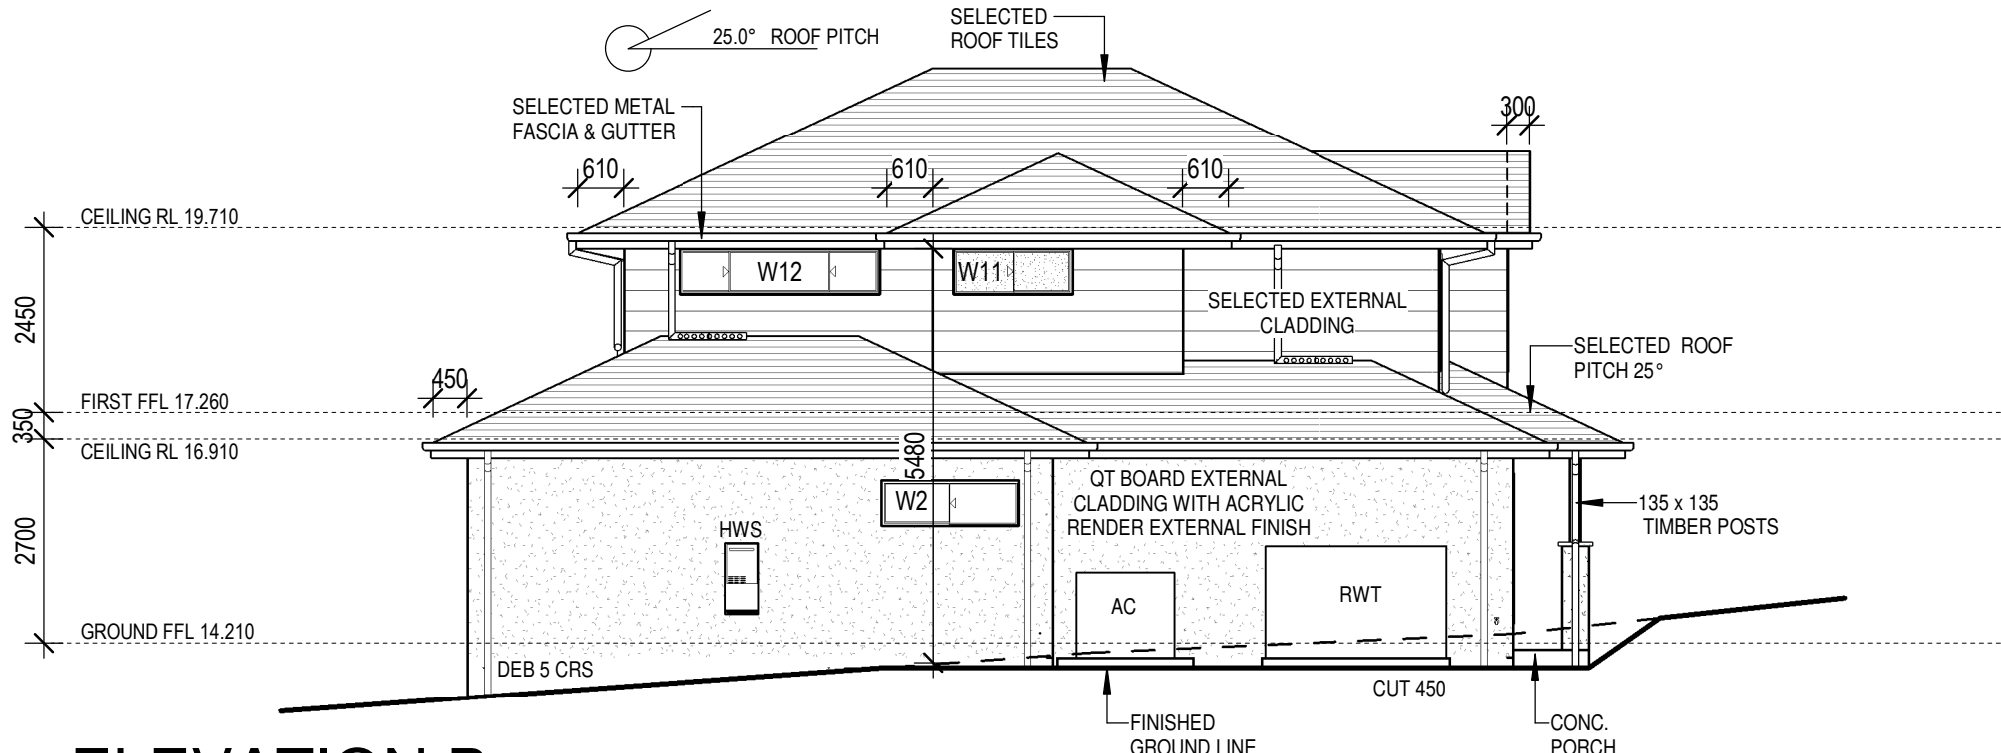 25.0° ROOF PITCH
SELECTED
ROOF TILES
SELECTED METAL
FASCIA & GUTTER
300
610
610
610
CEILING RL 19.710
W12
W11
2450
SELECTED EXTERNAL
CLADDING
SELECTED ROOF
PITCH 25°
450
FIRST FFL 17.260
350
CEILING RL 16.910
5480
QT BOARD EXTERNAL
CLADDING WITH ACRYLIC
RENDER EXTERNAL FINISH
W2
135 x 135
TIMBER POSTS
HWS
2700
AC
RWT
GROUND FFL 14.210
DEB 5 CRS
CUT 450
FINISHED
GROUND LINE
CONC.
PORCH
ELEVATION B